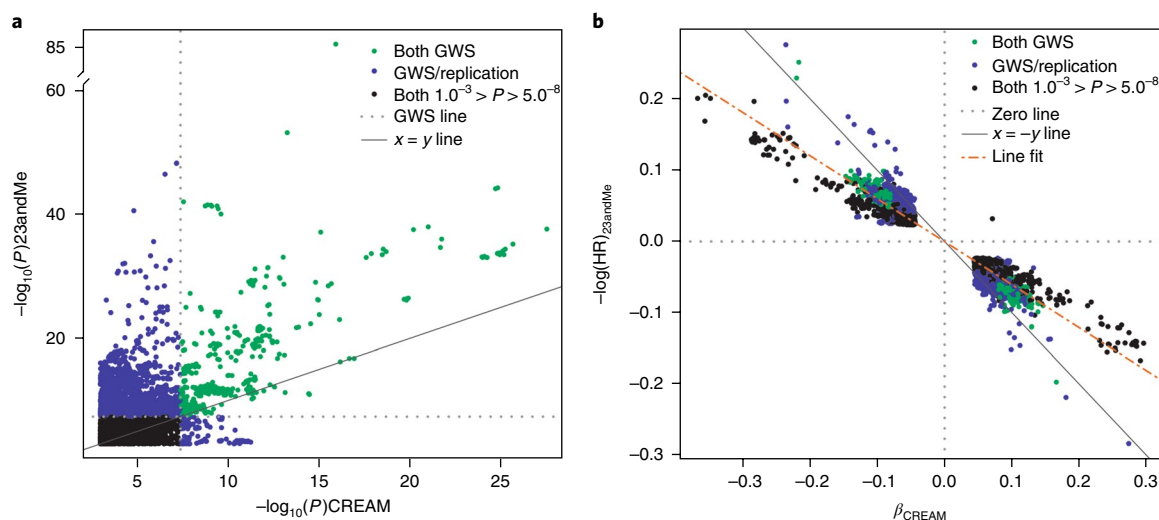 a
85
60
40
20
–log₁₀(P)23andMe
5
10
15
20
25
–log₁₀(P)CREAM
Both GWS
GWS/replication
Both 1.0⁻³ > P > 5.0⁻⁸
GWS line
x = y line
b
0.2
0.1
0.0
–0.1
–0.2
–0.3
–log(HR)₂₃ₐₙdMe
–0.3
–0.2
–0.1
0.0
0.1
0.2
0.3
βCREAM
Both GWS
GWS/replication
Both 1.0⁻³ > P > 5.0⁻⁸
Zero line
x = –y line
Line fit